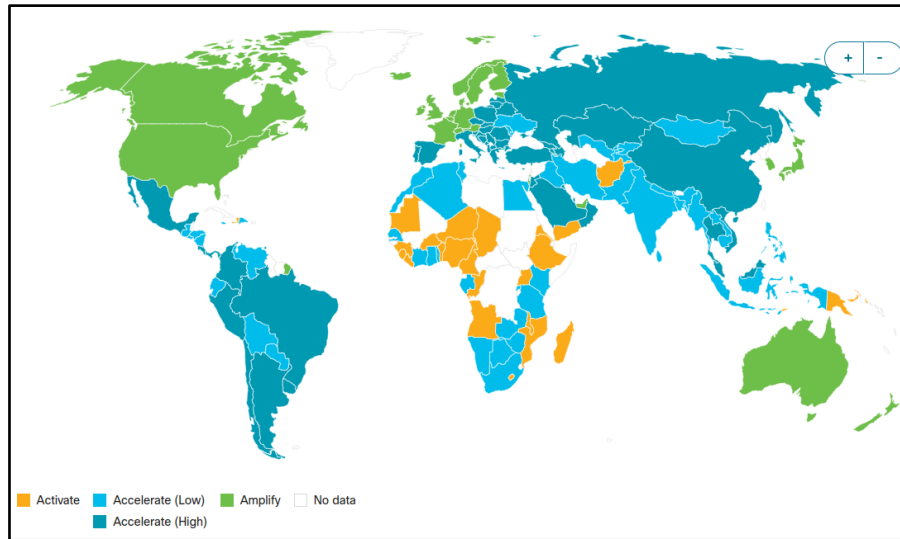 + -
Activate Accelerate (Low) Amplify No data
Accelerate (High)